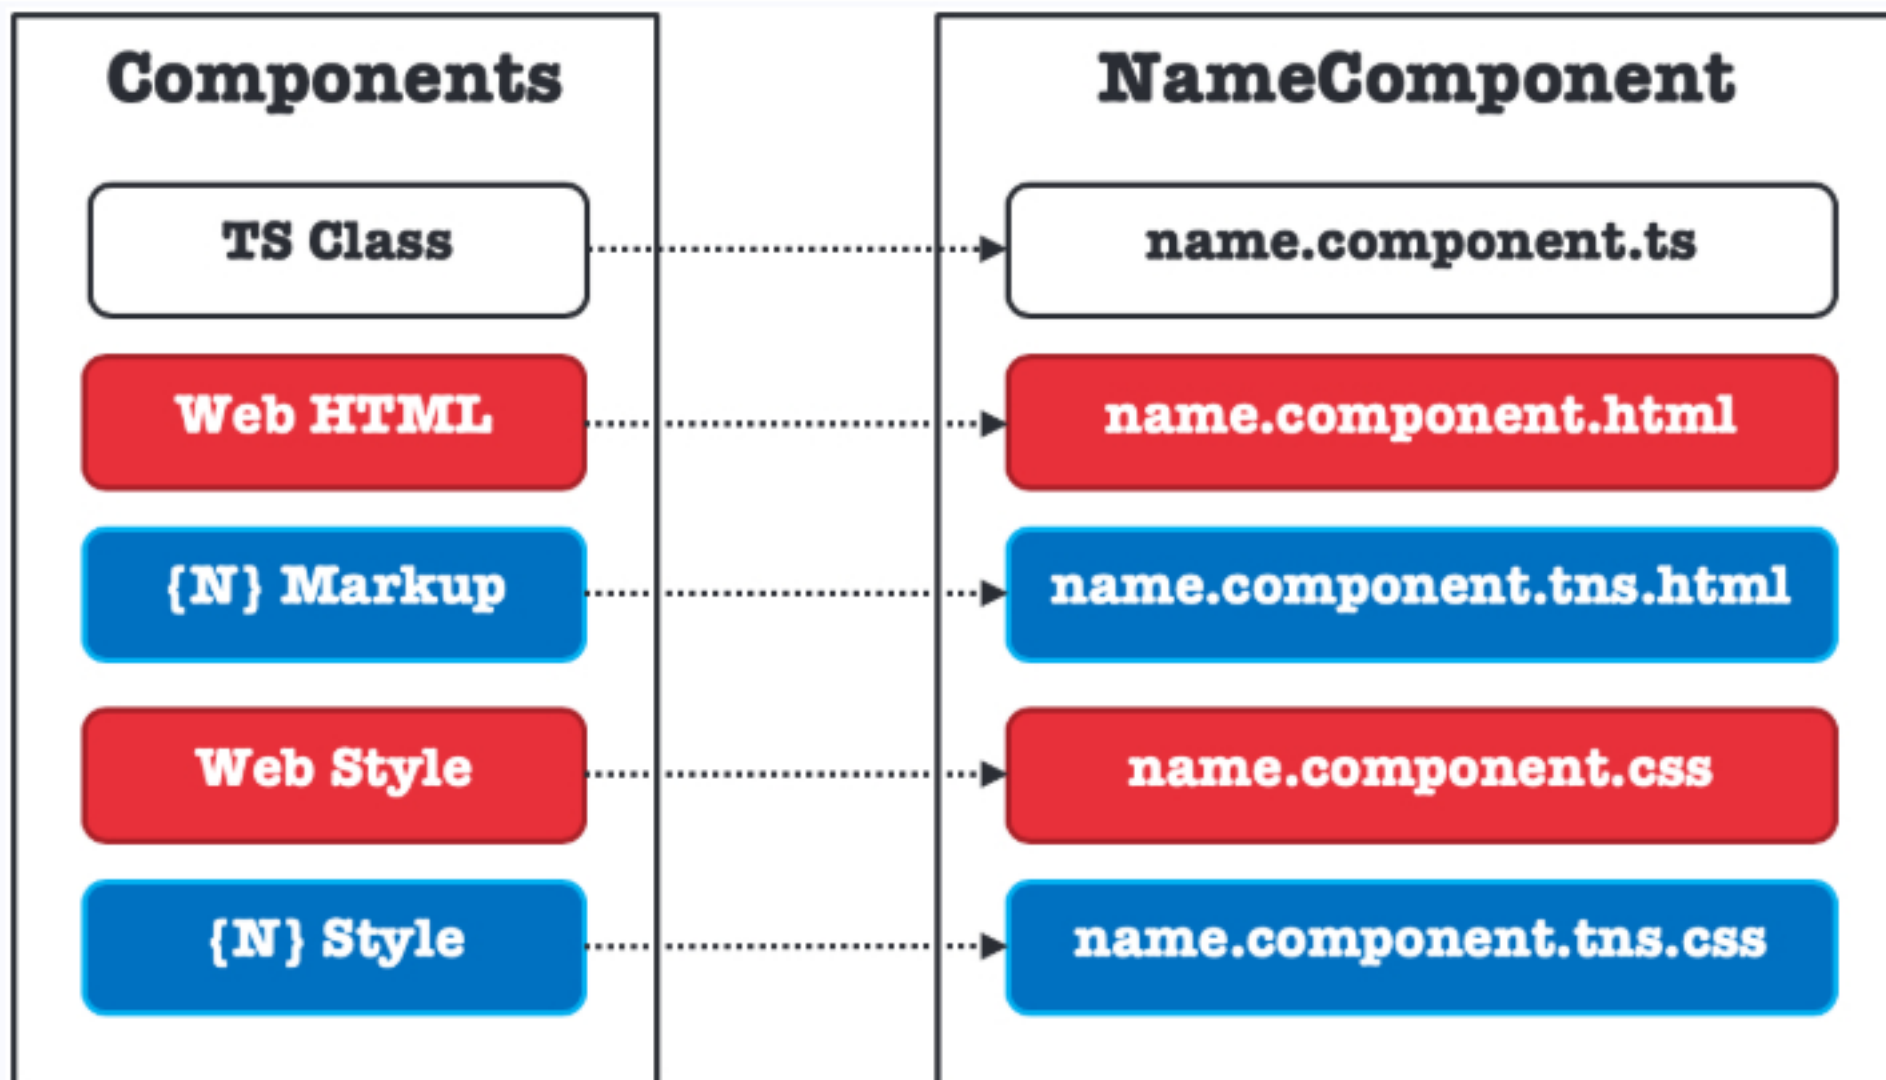 Components
TS Class
Web HTML
{N} Markup
Web Style
{N} Style
NameComponent
name.component.ts
name.component.html
name.component.tns.html
name.component.css
name.component.tns.css